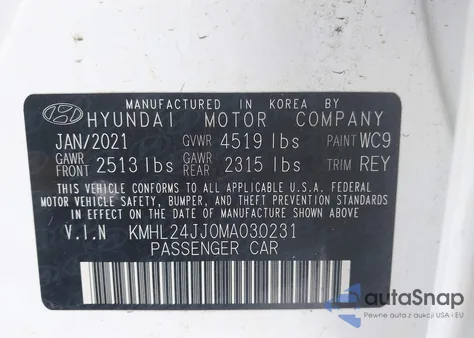 MANUFACTURED IN KOREA BY
HYUNDAI MOTOR COMPANY
JAN/2021 GVWR 4519 lbs PAINT WC9
GAWR FRONT 2513 lbs GAWR REAR 2315 lbs TRIM REY
THIS VEHICLE CONFORMS TO ALL APPLICABLE U.S.A. FEDERAL
MOTOR VEHICLE SAFETY, BUMPER, AND THEFT PREVENTION STANDARDS
IN EFFECT ON THE DATE OF MANUFACTURE SHOWN ABOVE.
V.I.N KMHL24JJ0MA030231
PASSENGER CAR
autoSnap
Pewne auta z aukcji USA i EU